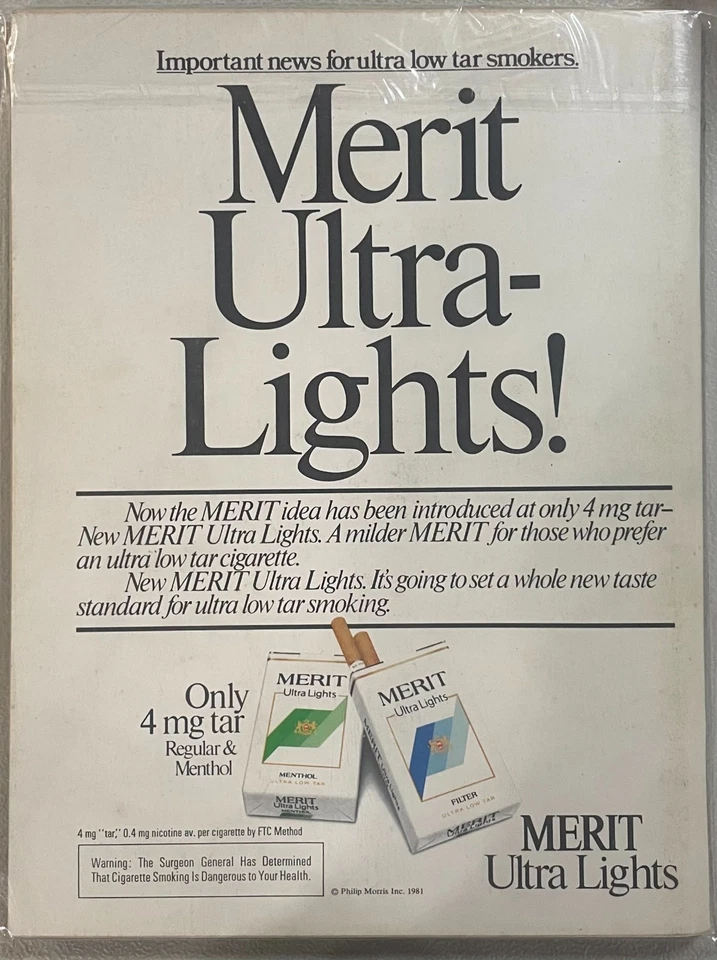 Important news for ultra low tar smokers.
Merit
Ultra-
Lights!
Now the MERIT idea has been introduced at only 4 mg tar–
New MERIT Ultra Lights. A milder MERIT for those who prefer
an ultra low tar cigarette.
New MERIT Ultra Lights. It's going to set a whole new taste
standard for ultra low tar smoking.
Only
4 mg tar
Regular &
Menthol
MERIT
Ultra Lights
MENTHOL
ULTRA LOW TAR
MERIT
Ultra Lights
MENTHOL
MERIT
Ultra Lights
FILTER
ULTRA LOW TAR
MERIT
4 mg "tar," 0.4 mg nicotine av. per cigarette by FTC Method
Warning: The Surgeon General Has Determined
That Cigarette Smoking Is Dangerous to Your Health.
© Philip Morris Inc. 1981
MERIT
Ultra Lights